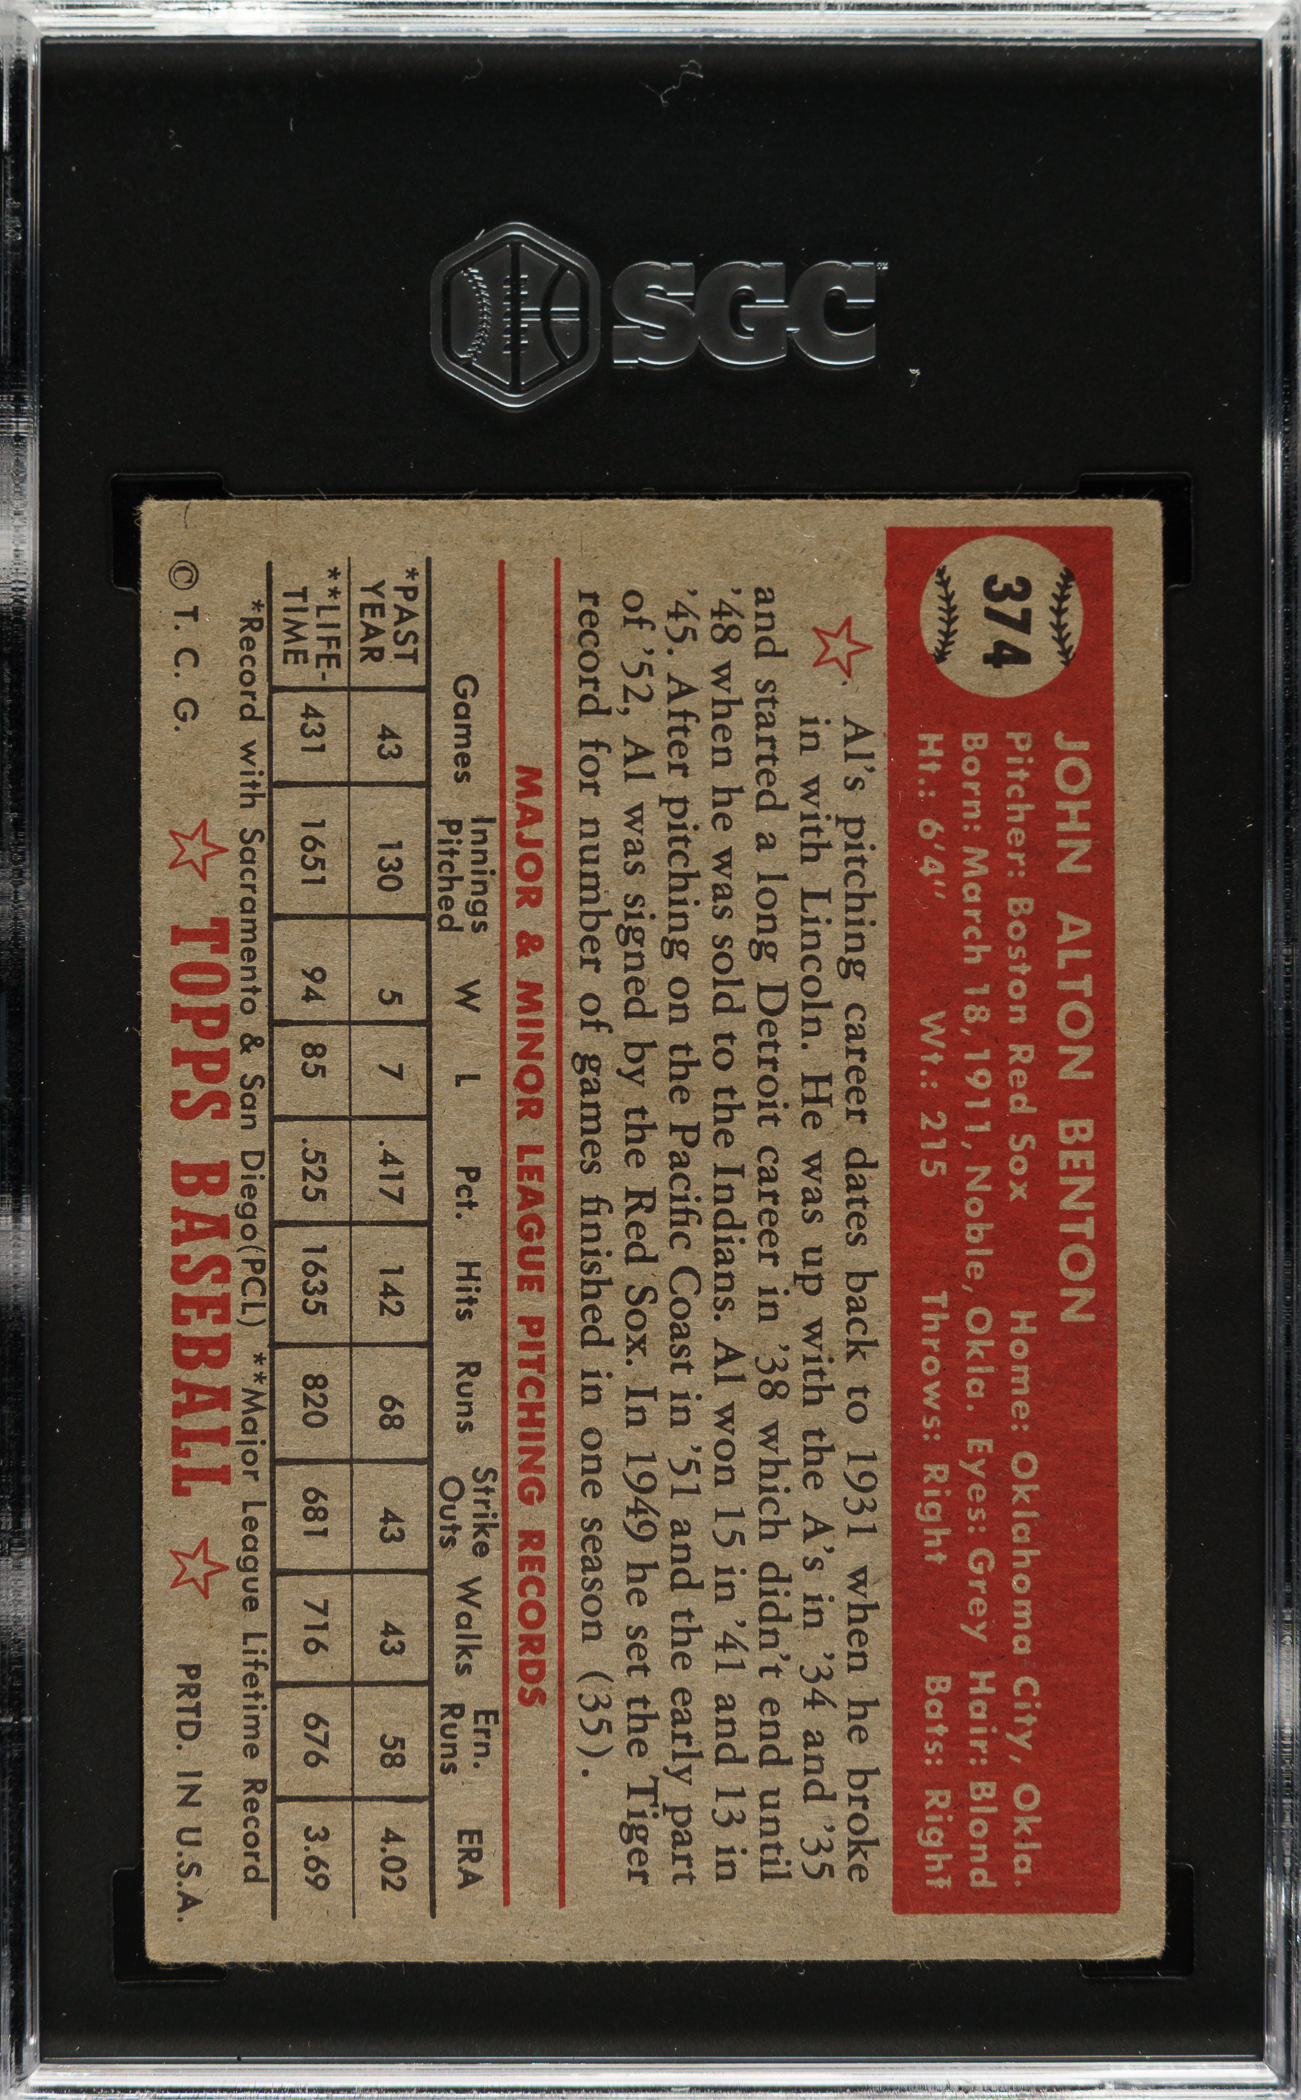 SGC
374
JOHN ALTON BENTON
Pitcher: Boston Red Sox Home: Oklahoma City, Okla.
Born: March 18, 1911, Noble, Okla. Eyes: Grey Hair: Blond
Ht.: 6'4" Wt.: 215 Throws: Right Bats: Right
Al's pitching career dates back to 1931 when he broke
in with Lincoln. He was up with the A's in '34 and '35
and started a long Detroit career in '38 which didn't end until
'48 when he was sold to the Indians. Al won 15 in '41 and 13 in
'45. After pitching on the Pacific Coast in '51 and the early part
of '52, Al was signed by the Red Sox. In 1949 he set the Tiger
record for number of games finished in one season (35).
MAJOR & MINOR LEAGUE PITCHING RECORDS
Games Innings Pitched W L Pct. Hits Runs Strike Outs Walks Ern. Runs ERA
*PAST YEAR 43 130 5 7 .417 142 68 43 43 58 4.02
**LIFE-TIME 431 1651 94 85 .525 1635 820 681 716 676 3.69
*Record with Sacramento & San Diego(PCL) **Major League Lifetime Record
© T. C. G. TOPPS BASEBALL PRTD. IN U.S.A.